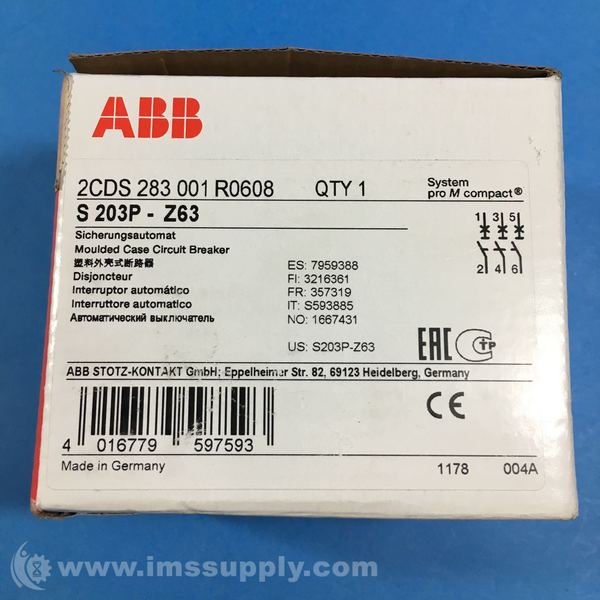 ABB
2CDS 283 001 R0608 QTY 1 System pro M compact®
S 203P - Z63
Sicherungsautomat
Moulded Case Circuit Breaker
塑料外壳式断路器
Disjoncteur
Interruptor automático
Interruttore automatico
Автоматический выключатель
ES: 7959388
FI: 3216361
FR: 357319
IT: S593885
NO: 1667431
US: S203P-Z63
1 3 5
2 4 6
EAC
C TP
ABB STOTZ-KONTAKT GmbH; Eppelheimer Str. 82, 69123 Heidelberg, Germany
CE
4 016779 597593
Made in Germany
1178 004A
www.imssupply.com